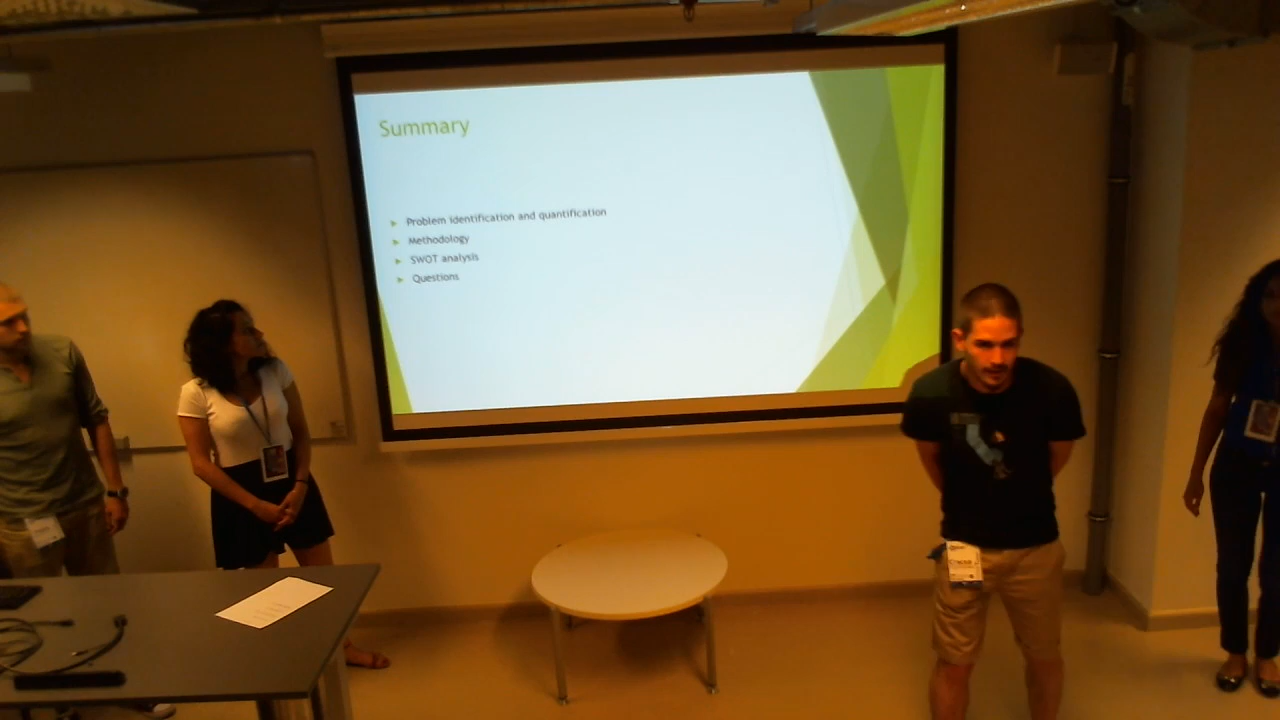 Summary
Problem identification and quantification
Methodology
SWOT analysis
Questions